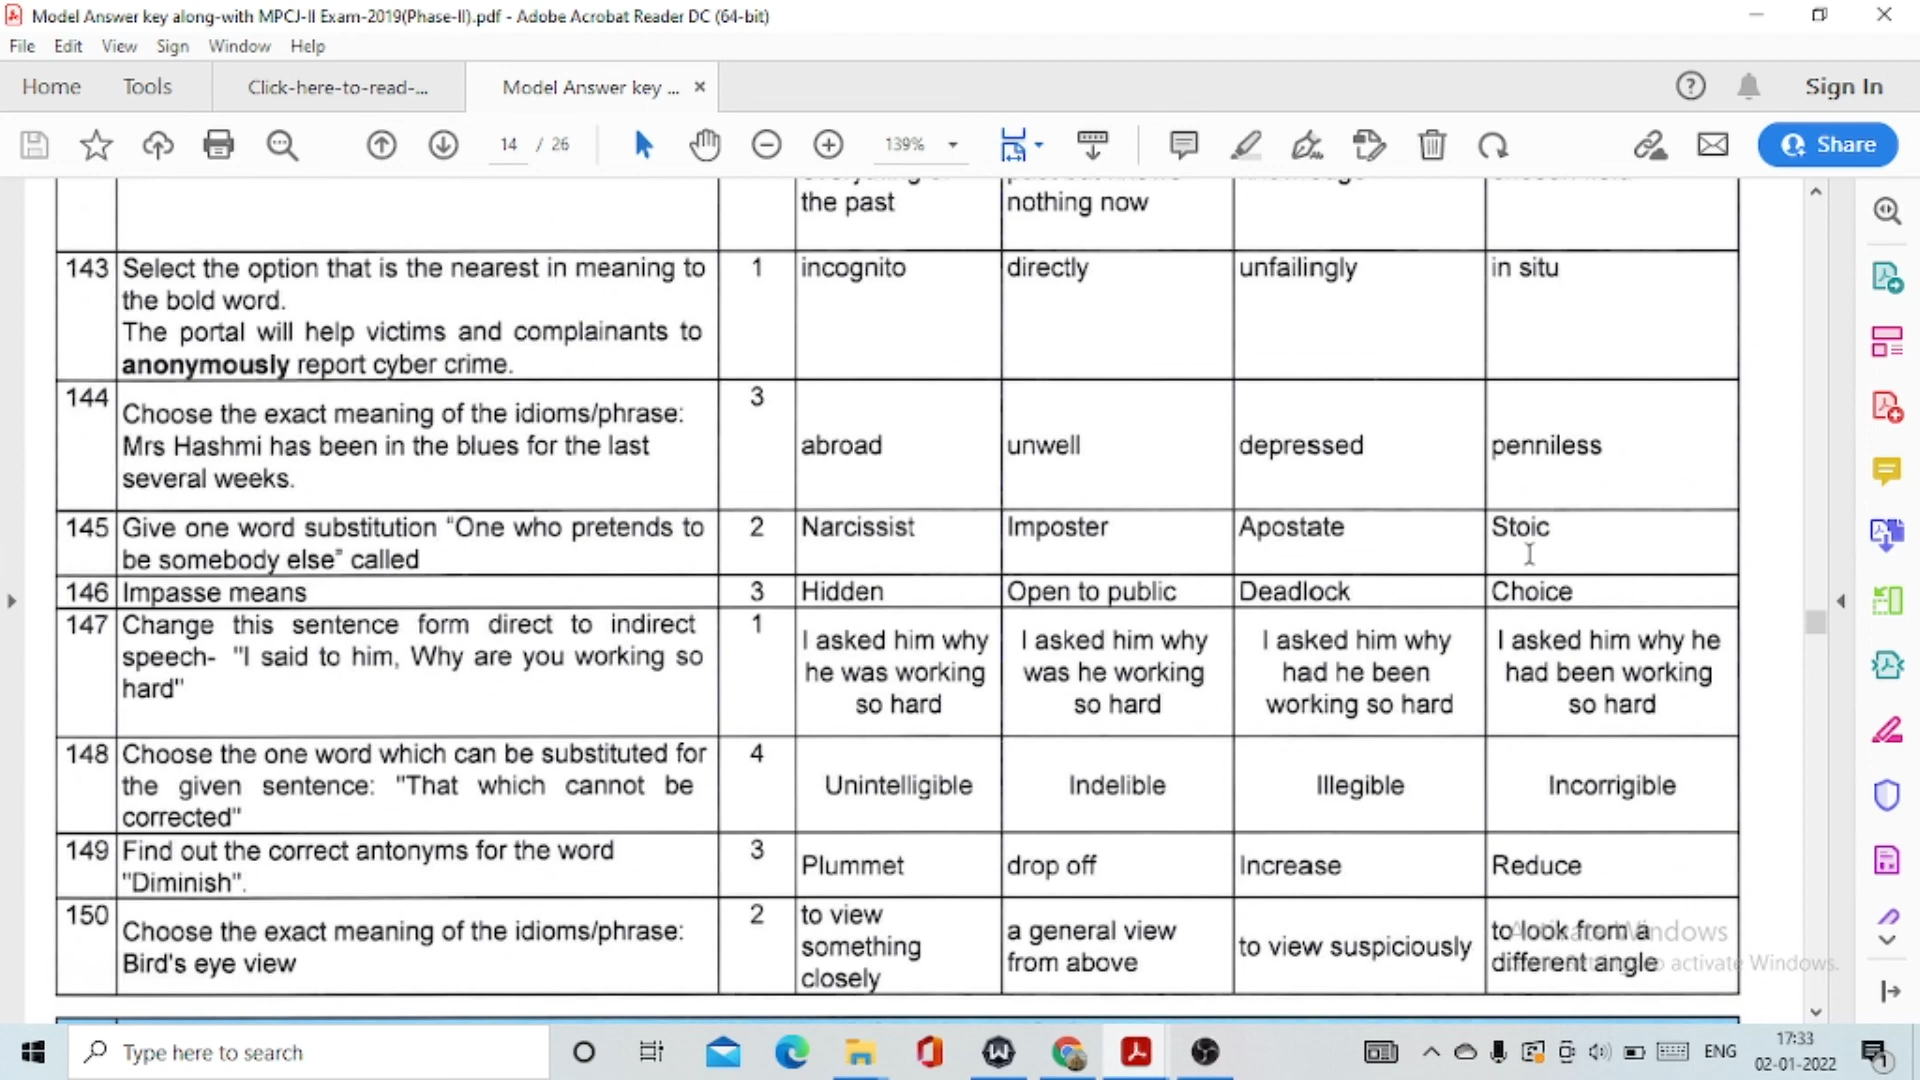 Model Answer key along-with MPCJ-II Exam-2019(Phase-II).pdf - Adobe Acrobat Reader DC (64-bit)
File Edit View Sign Window Help
Home Tools Click-here-to-read-... Model Answer key ... × Sign In
14 / 26 139% Share
the past nothing now
143 Select the option that is the nearest in meaning to 1 incognito directly unfailingly in situ
the bold word.
The portal will help victims and complainants to
anonymously report cyber crime.
144 3
Choose the exact meaning of the idioms/phrase:
Mrs Hashmi has been in the blues for the last abroad unwell depressed penniless
several weeks.
145 Give one word substitution "One who pretends to 2 Narcissist Imposter Apostate Stoic
be somebody else" called
146 Impasse means 3 Hidden Open to public Deadlock Choice
147 Change this sentence form direct to indirect 1
I asked him why I asked him why I asked him why I asked him why he
speech- "I said to him, Why are you working so
he was working was he working had he been had been working
hard"
so hard so hard working so hard so hard
148 Choose the one word which can be substituted for 4
the given sentence: "That which cannot be Unintelligible Indelible Illegible Incorrigible
corrected"
149 Find out the correct antonyms for the word 3
Plummet drop off Increase Reduce
"Diminish".
150 2 to view
Choose the exact meaning of the idioms/phrase: something a general view to view suspiciously to look from a
Bird's eye view closely from above different angle
Activate Windows
to activate Windows.
Type here to search
ENG 17:33
02-01-2022
1